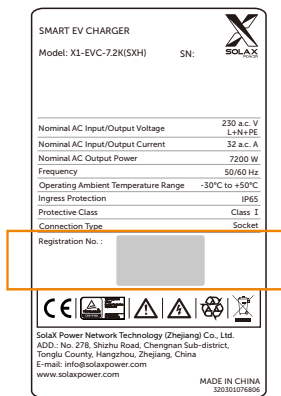 SMART EV CHARGER
SOLAX
POWER
Model: X1-EVC-7.2K(SXH) SN:
Nominal AC Input/Output Voltage 230 a.c. V
L+N+PE
Nominal AC Input/Output Current 32 a.c. A
Nominal AC Output Power 7200 W
Frequency 50/60 Hz
Operating Ambient Temperature Range -30°C to +50°C
Ingress Protection IP65
Protective Class Class I
Connection Type Socket
Registration No. :
CE
SolaX Power Network Technology (Zhejiang) Co., Ltd.
ADD.: No. 278, Shizhu Road, Chengnan Sub-district,
Tonglu County, Hangzhou, Zhejiang, China
E-mail: info@solaxpower.com
www.solaxpower.com
MADE IN CHINA
320301076806